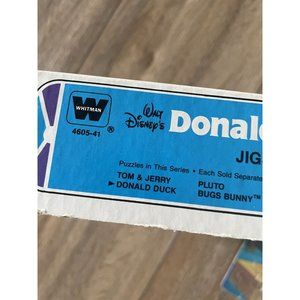 W
WHITMAN
4605-41 ®
Walt
Disney's Donald
JIG
Puzzles in This Series • Each Sold Separate
TOM & JERRY PLUTO
▸ DONALD DUCK BUGS BUNNY™